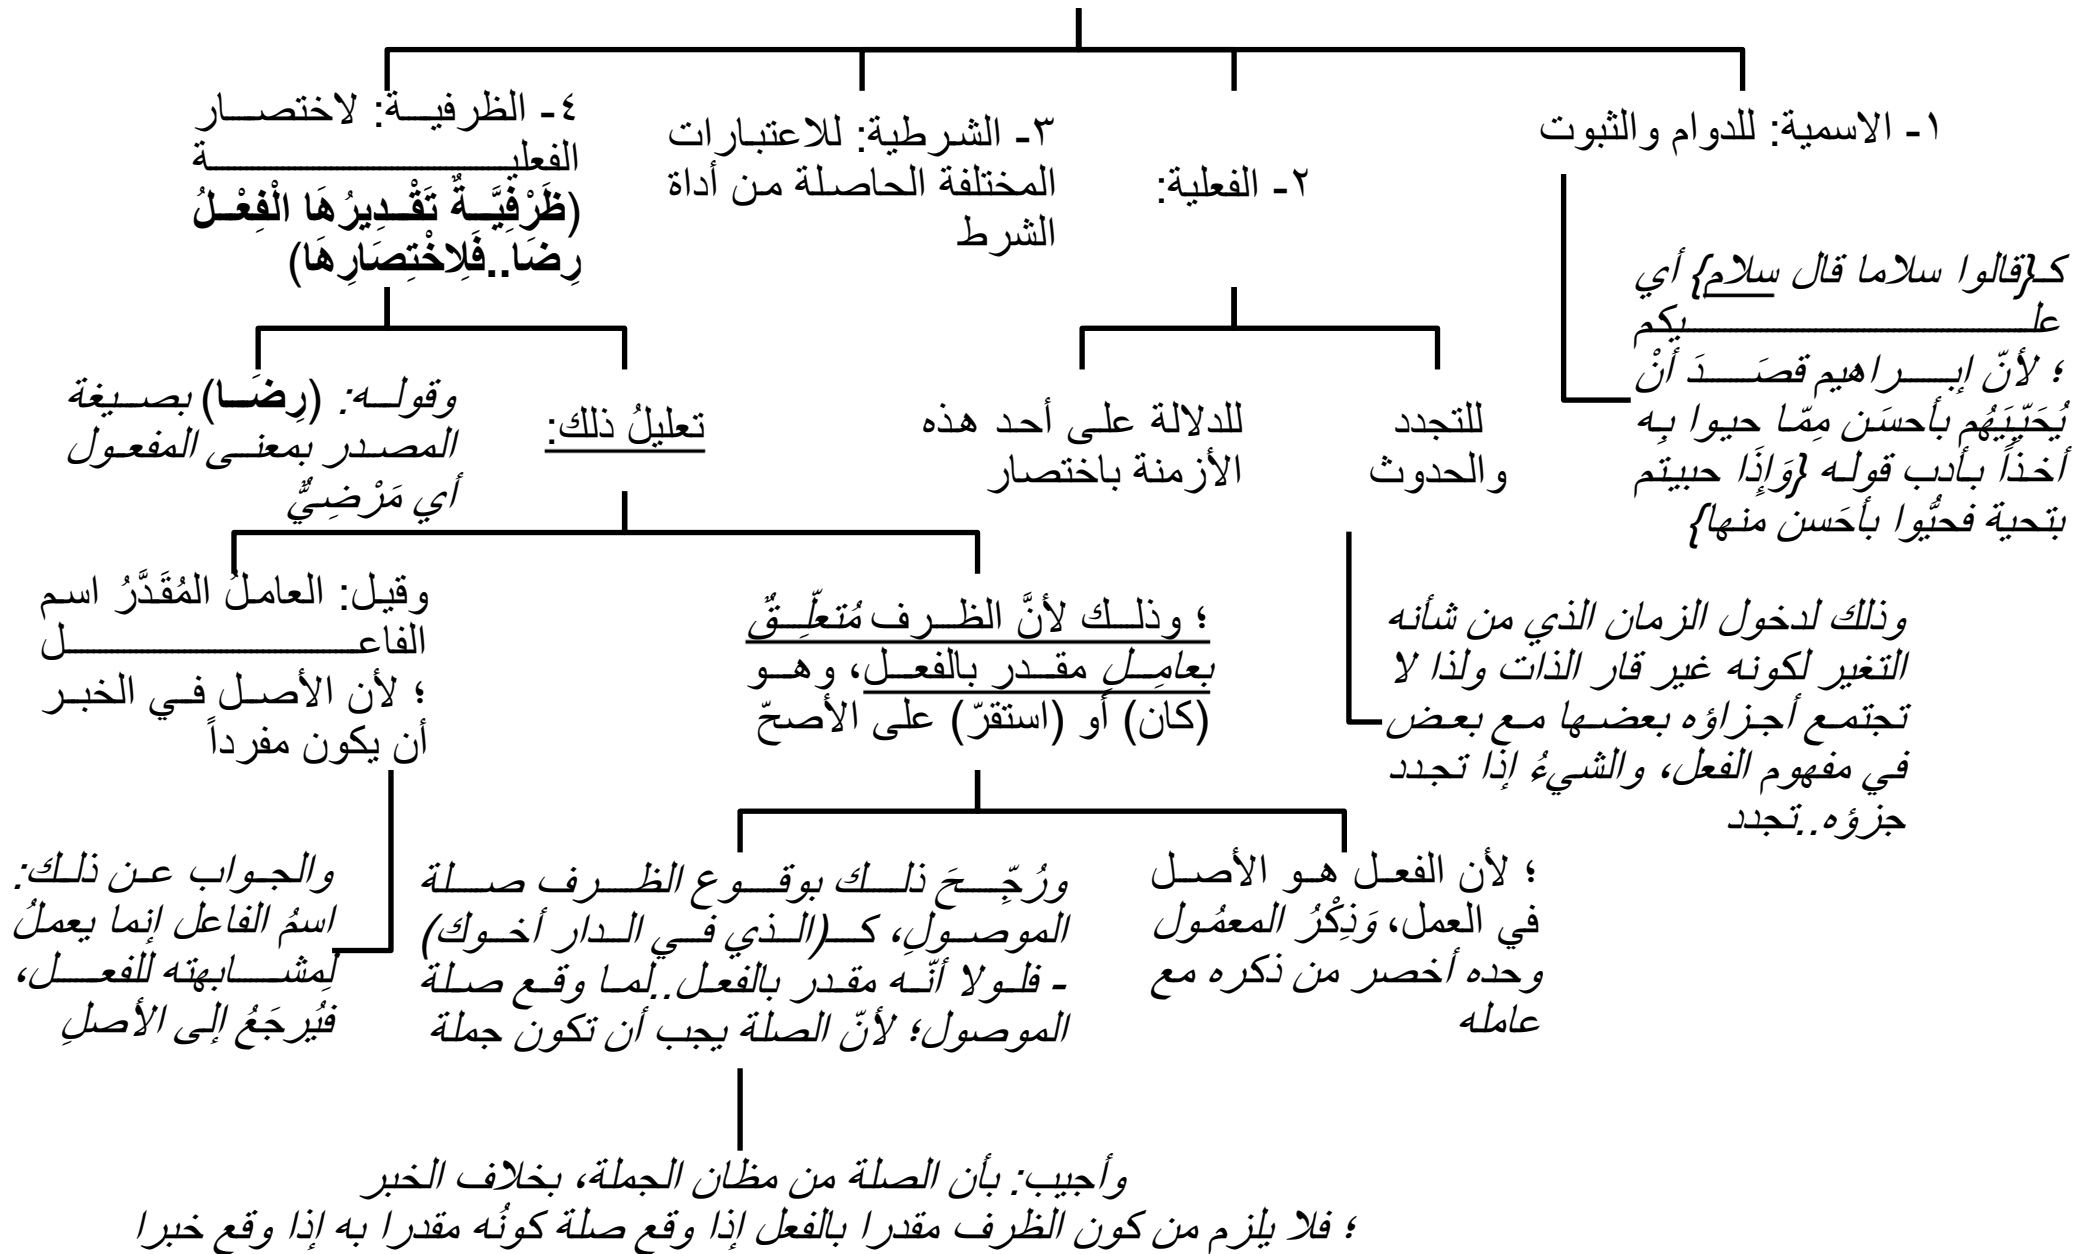 ١- الاسمية: للدوام والثبوت
كـ{قالوا سلاما قال سلام} أي
عليكم
؛ لأنّ إبراهيم قصَدَ أنْ
يُحَيِّيَهُم بأحسَن مِمّا حيوا بِه
أخذاً بأدب قوله {وَإِذَا حييتم
بتحية فحيُّوا بأحَسن منها}
٢- الفعلية:
للتجدد
والحدوث
وذلك لدخول الزمان الذي من شأنه
التغير لكونه غير قار الذات ولذا لا
تجتمع أجزاؤه بعضها مع بعض
في مفهوم الفعل، والشيءُ إذا تجدد
جزؤه..تجدد
للدلالة على أحد هذه
الأزمنة باختصار
٣- الشرطية: للاعتبارات
المختلفة الحاصلة من أداة
الشرط
٤- الظرفية: لاختصار
الفعلية
(ظَرْفِيَّةٌ تَقْدِيرُهَا الْفِعْلُ
رِضَا..فَلِاخْتِصَارِهَا)
تعليلُ ذلك:
وقوله: (رِضَا) بصيغة
المصدر بمعنى المفعول
أي مَرْضِيٌّ
؛ وذلك لأنَّ الظرف مُتعلِّقٌ
بعامِلٍ مقدر بالفعل، وهو
(كان) أو (استقرّ) على الأصحّ
وقيل: العاملُ المُقَدَّرُ اسم
الفاعل
؛ لأن الأصل في الخبر
أن يكون مفرداً
؛ لأن الفعل هو الأصل
في العمل، وَذِكْرُ المعمُول
وحده أخصر من ذكره مع
عامله
ورُجِّحَ ذلك بوقوع الظرف صلة
الموصولِ، كـ(الذي في الدار أخوك)
- فلولا أنّه مقدر بالفعل..لما وقع صلة
الموصول؛ لأنّ الصلة يجب أن تكون جملة
والجواب عن ذلك:
اسمُ الفاعل إنما يعملُ
لِمشابهته للفعل،
فيُرجَعُ إلى الأصلِ
وأجيب: بأن الصلة من مظان الجملة، بخلاف الخبر
؛ فلا يلزم من كون الظرف مقدرا بالفعل إذا وقع صلة كونُه مقدرا به إذا وقع خبرا